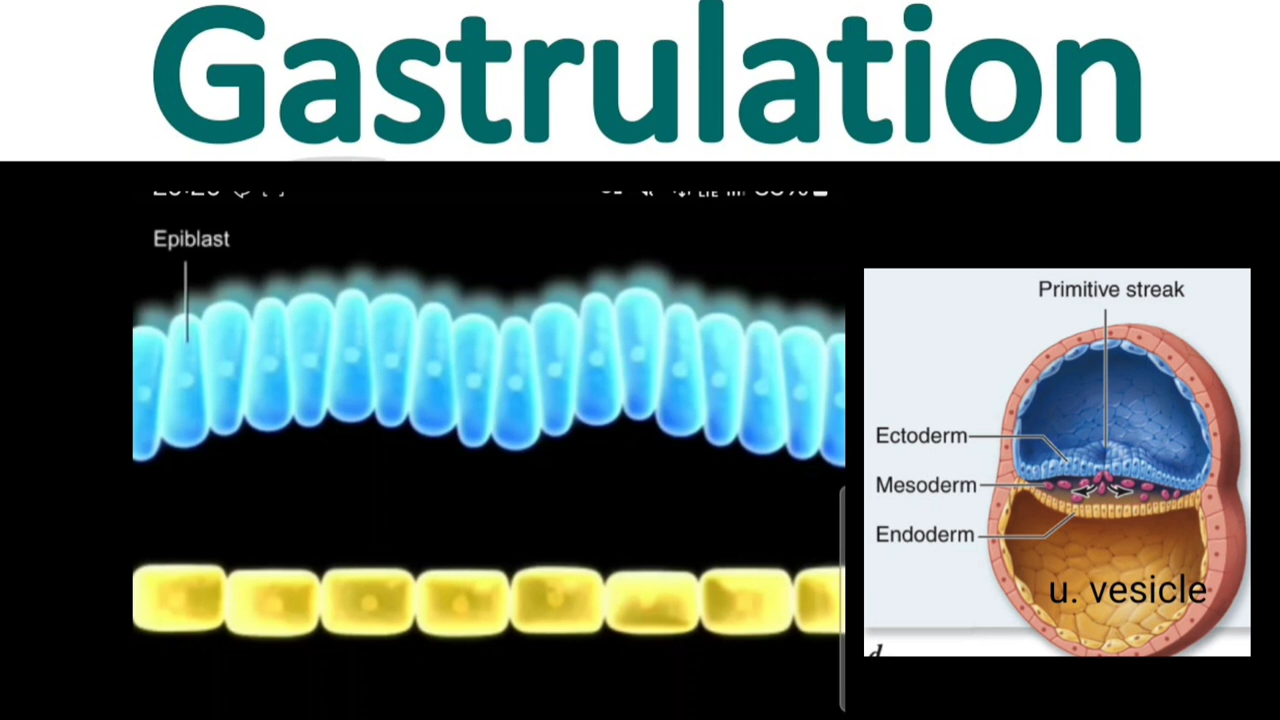 Gastrulation
Epiblast
Primitive streak
Ectoderm
Mesoderm
Endoderm
u. vesicle
d